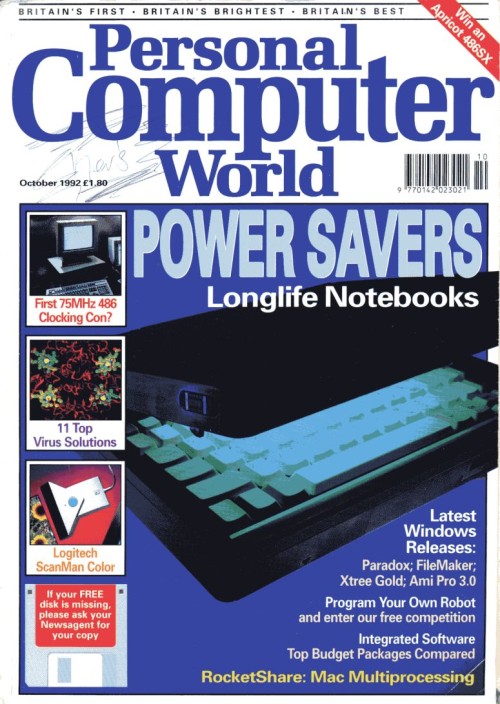 BRITAIN'S FIRST • BRITAIN'S BRIGHTEST • BRITAIN'S BEST
Win an
Apricot 486SX
Personal
Computer
World
October 1992 £1.80
10
9 770142 023021
POWER SAVERS
Longlife Notebooks
First 75MHz 486
Clocking Con?
11 Top
Virus Solutions
Logitech
ScanMan Color
If your FREE
disk is missing,
please ask your
Newsagent for
your copy
Latest
Windows
Releases:
Paradox; FileMaker;
Xtree Gold; Ami Pro 3.0
Program Your Own Robot
and enter our free competition
Integrated Software
Top Budget Packages Compared
RocketShare: Mac Multiprocessing